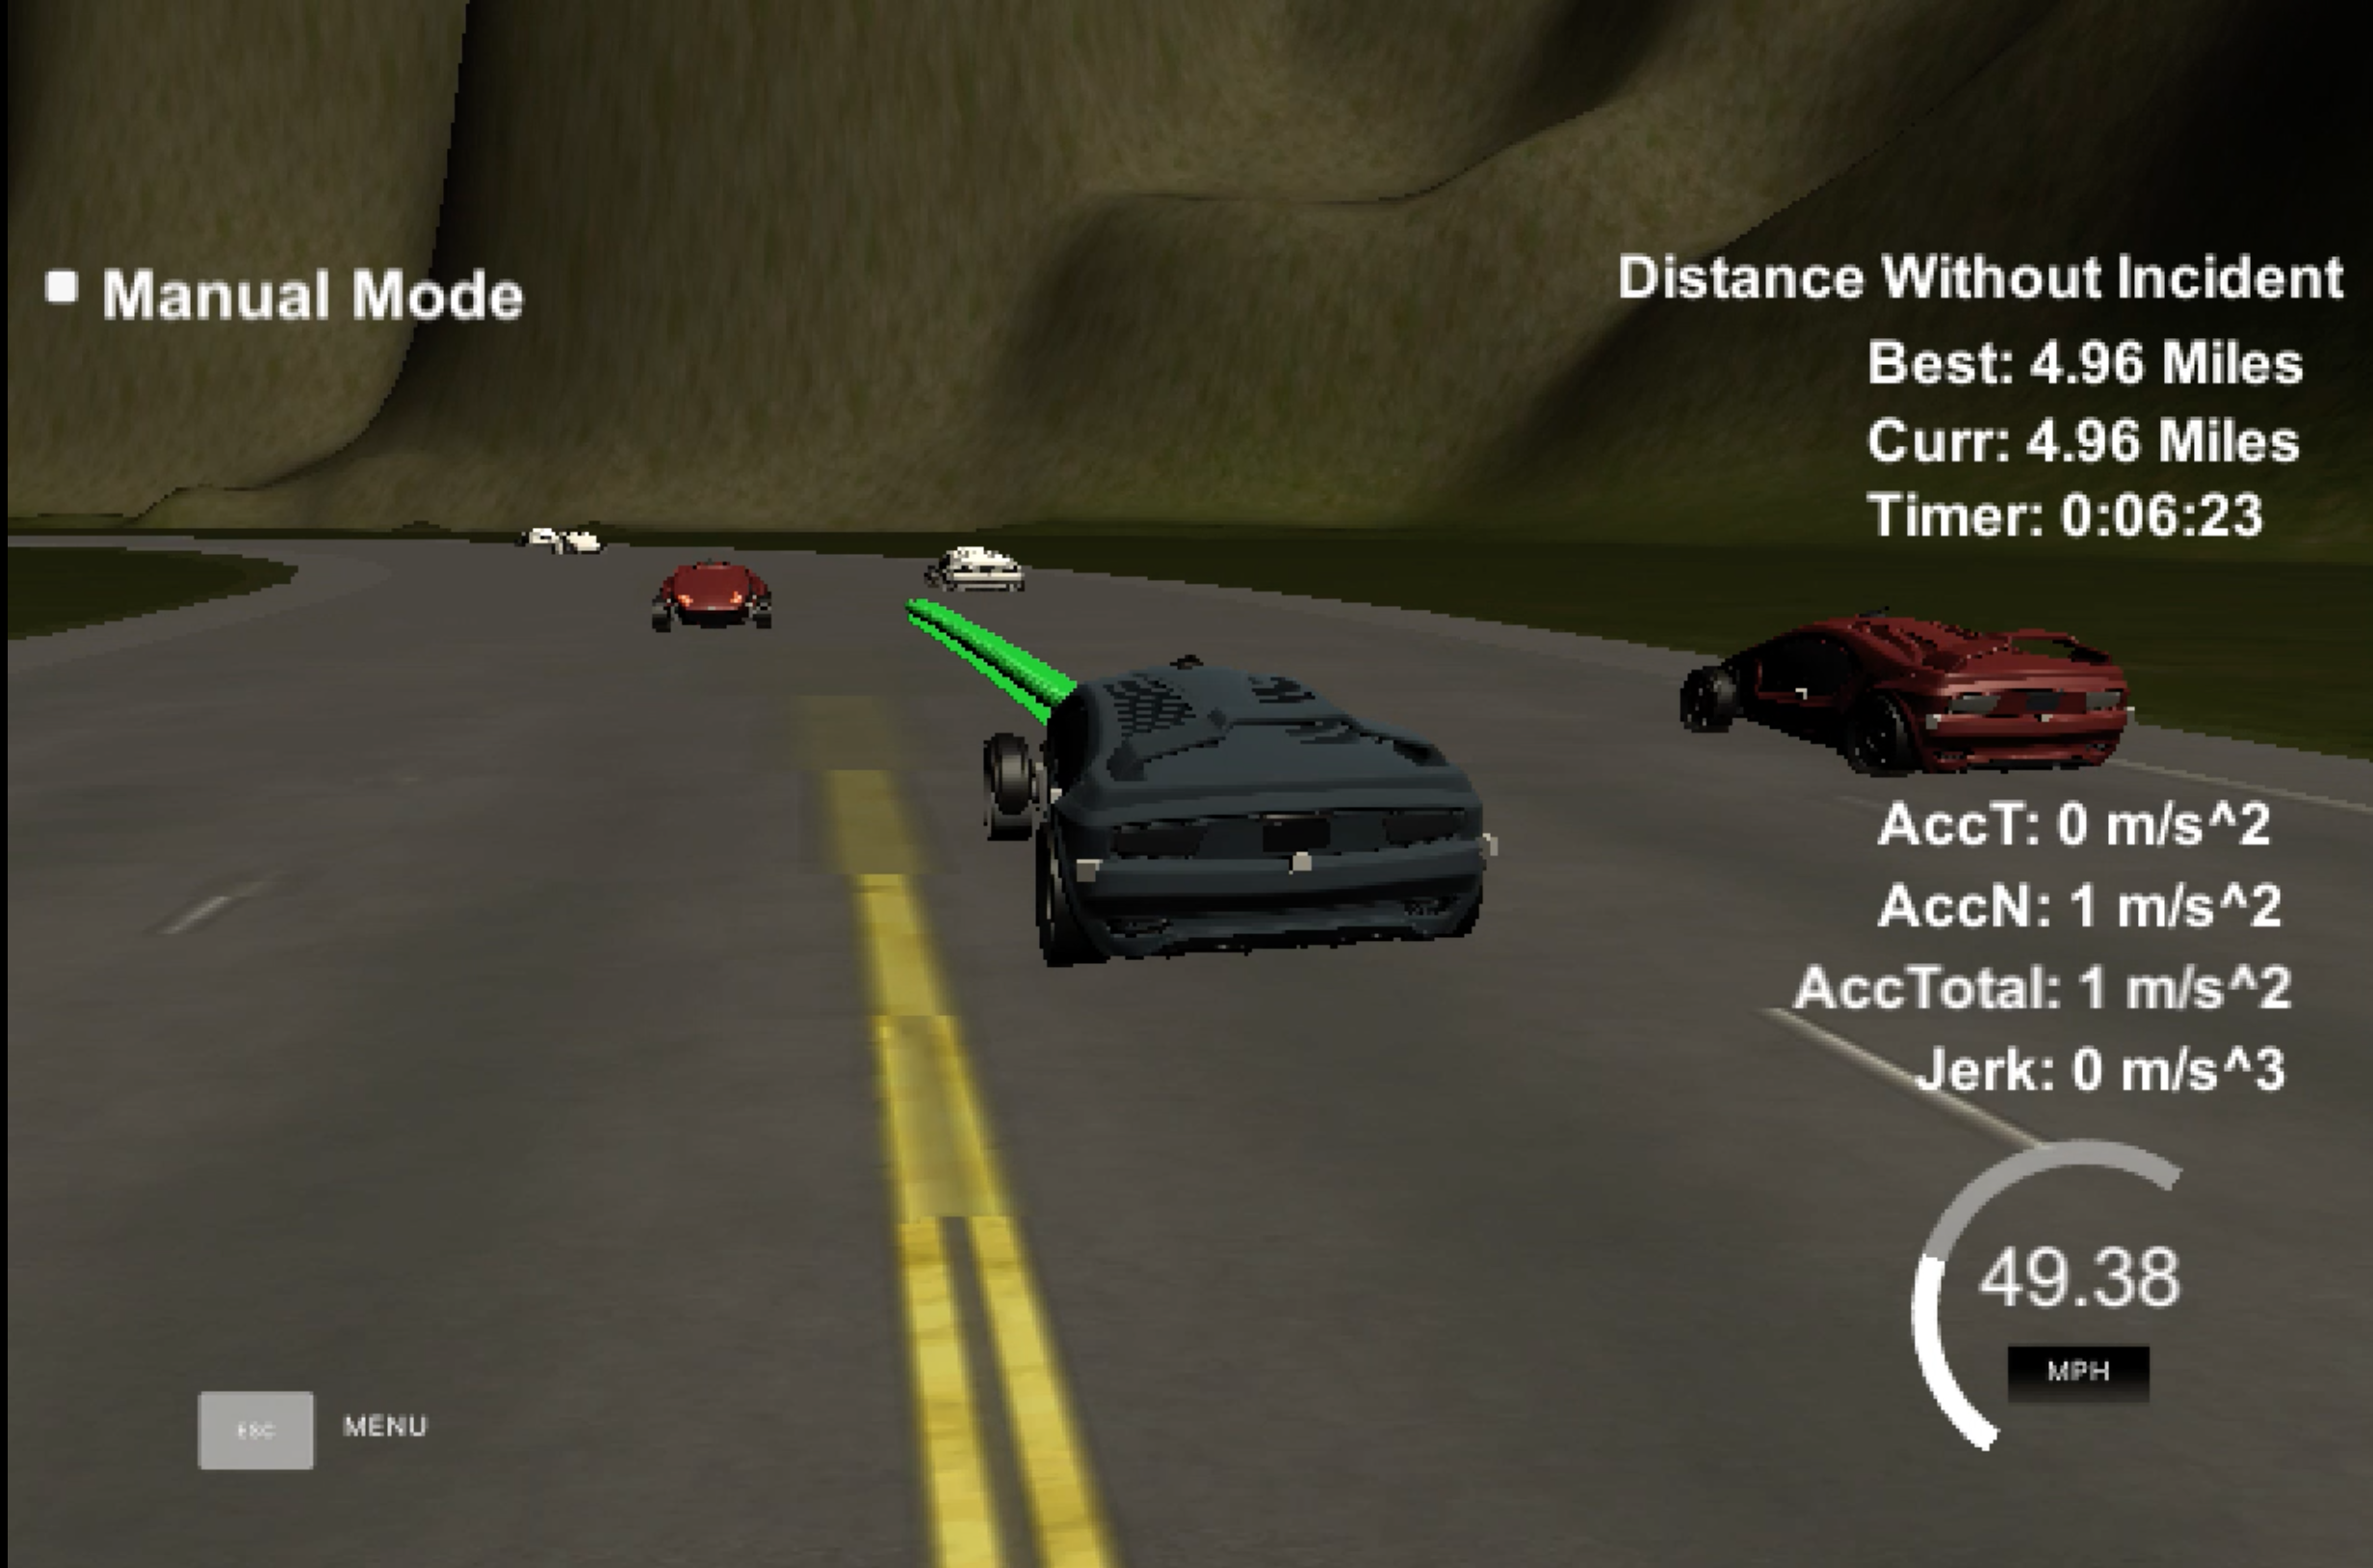 Manual Mode
Distance Without Incident
Best: 4.96 Miles
Curr: 4.96 Miles
Timer: 0:06:23
AccT: 0 m/s^2
AccN: 1 m/s^2
AccTotal: 1 m/s^2
Jerk: 0 m/s^3
49.38
MPH
ESC MENU